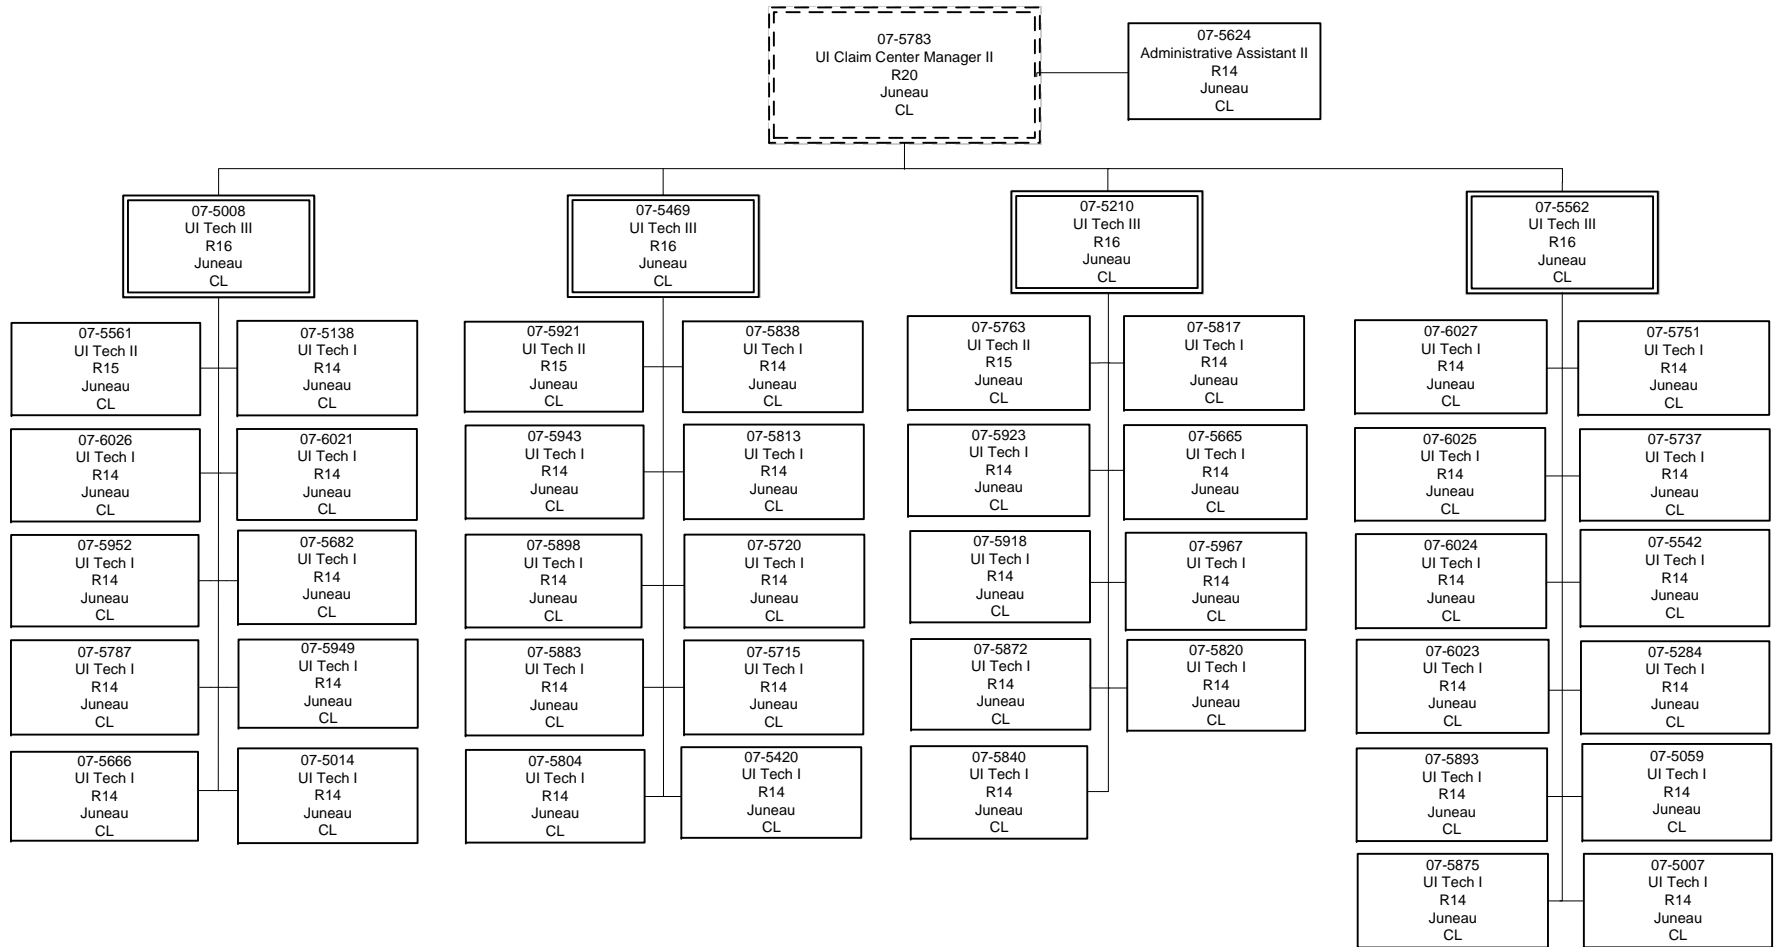 07-5783
UI Claim Center Manager II
R20
Juneau
CL
07-5624
Administrative Assistant II
R14
Juneau
CL
07-5008
UI Tech III
R16
Juneau
CL
07-5469
UI Tech III
R16
Juneau
CL
07-5210
UI Tech III
R16
Juneau
CL
07-5562
UI Tech III
R16
Juneau
CL
07-5561
UI Tech II
R15
Juneau
CL
07-5138
UI Tech I
R14
Juneau
CL
07-6026
UI Tech I
R14
Juneau
CL
07-6021
UI Tech I
R14
Juneau
CL
07-5952
UI Tech I
R14
Juneau
CL
07-5682
UI Tech I
R14
Juneau
CL
07-5787
UI Tech I
R14
Juneau
CL
07-5949
UI Tech I
R14
Juneau
CL
07-5666
UI Tech I
R14
Juneau
CL
07-5014
UI Tech I
R14
Juneau
CL
07-5921
UI Tech II
R15
Juneau
CL
07-5838
UI Tech I
R14
Juneau
CL
07-5943
UI Tech I
R14
Juneau
CL
07-5813
UI Tech I
R14
Juneau
CL
07-5898
UI Tech I
R14
Juneau
CL
07-5720
UI Tech I
R14
Juneau
CL
07-5883
UI Tech I
R14
Juneau
CL
07-5715
UI Tech I
R14
Juneau
CL
07-5804
UI Tech I
R14
Juneau
CL
07-5420
UI Tech I
R14
Juneau
CL
07-5763
UI Tech II
R15
Juneau
CL
07-5817
UI Tech I
R14
Juneau
CL
07-5923
UI Tech I
R14
Juneau
CL
07-5665
UI Tech I
R14
Juneau
CL
07-5918
UI Tech I
R14
Juneau
CL
07-5967
UI Tech I
R14
Juneau
CL
07-5872
UI Tech I
R14
Juneau
CL
07-5820
UI Tech I
R14
Juneau
CL
07-5840
UI Tech I
R14
Juneau
CL
07-6027
UI Tech I
R14
Juneau
CL
07-5751
UI Tech I
R14
Juneau
CL
07-6025
UI Tech I
R14
Juneau
CL
07-5737
UI Tech I
R14
Juneau
CL
07-6024
UI Tech I
R14
Juneau
CL
07-5542
UI Tech I
R14
Juneau
CL
07-6023
UI Tech I
R14
Juneau
CL
07-5284
UI Tech I
R14
Juneau
CL
07-5893
UI Tech I
R14
Juneau
CL
07-5059
UI Tech I
R14
Juneau
CL
07-5875
UI Tech I
R14
Juneau
CL
07-5007
UI Tech I
R14
Juneau
CL